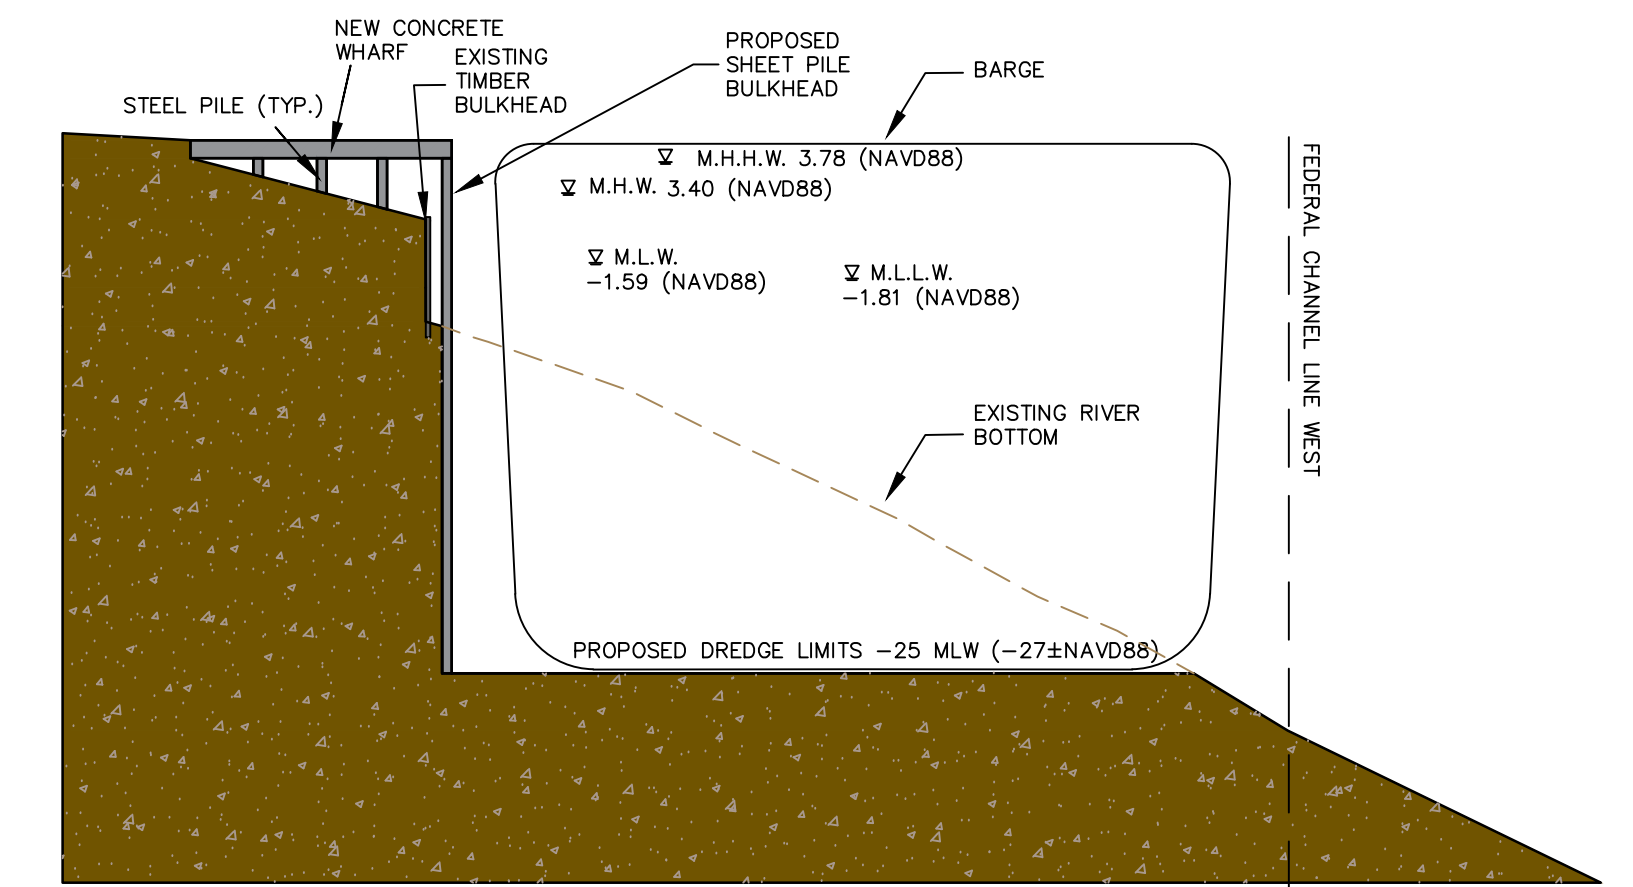 NEW CONCRETE
WHARF
EXISTING
TIMBER
BULKHEAD
STEEL PILE (TYP.)
PROPOSED
SHEET PILE
BULKHEAD
BARGE
M.H.H.W. 3.78 (NAVD88)
M.H.W. 3.40 (NAVD88)
M.L.W.
-1.59 (NAVD88)
M.L.L.W.
-1.81 (NAVD88)
FEDERAL CHANNEL LINE WEST
EXISTING RIVER
BOTTOM
PROPOSED DREDGE LIMITS -25 MLW (-27±NAVD88)